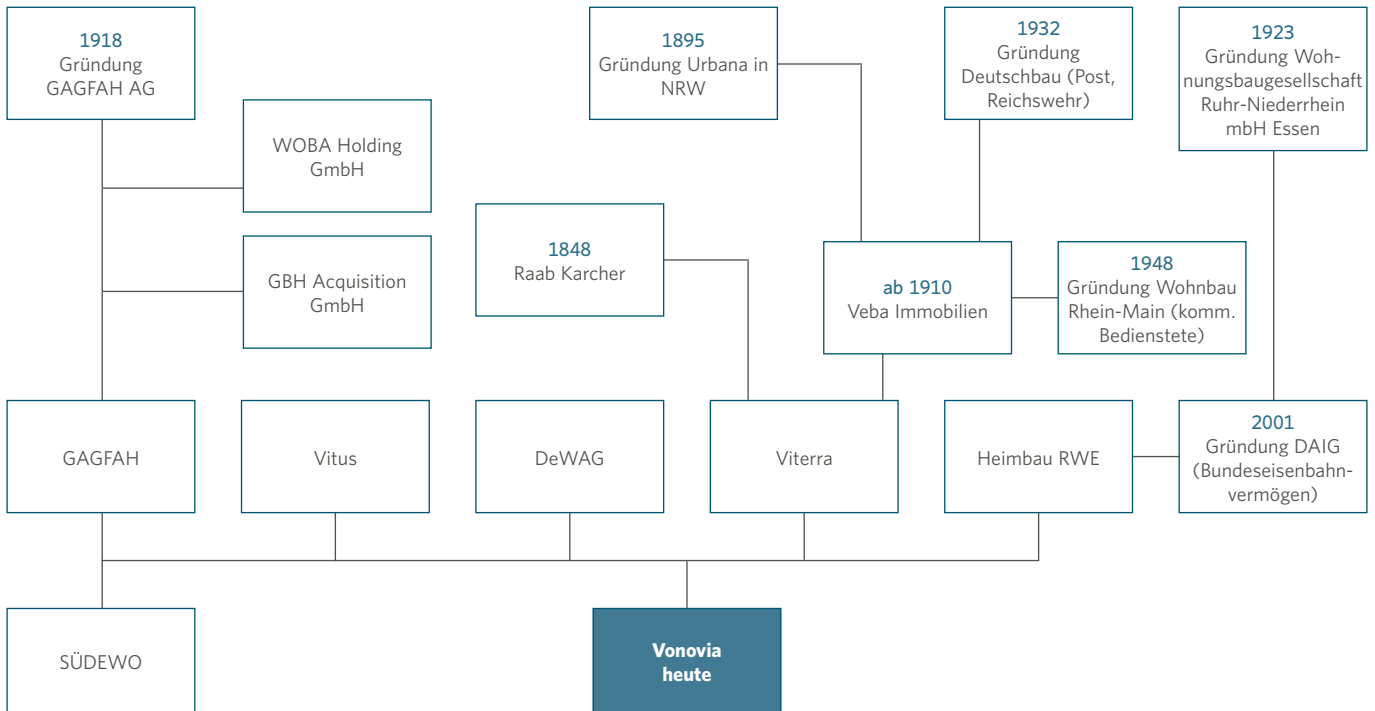 1918
Gründung
GAGFAH AG
1895
Gründung Urbana in
NRW
1932
Gründung
Deutschbau (Post,
Reichswehr)
1923
Gründung Woh-
nungsbaugesellschaft
Ruhr-Niederrhein
mbH Essen
WOBA Holding
GmbH
1848
Raab Karcher
GBH Acquisition
GmbH
ab 1910
Veba Immobilien
1948
Gründung Wohnbau
Rhein-Main (komm.
Bedienstete)
GAGFAH
Vitus
DeWAG
Viterra
Heimbau RWE
2001
Gründung DAIG
(Bundeseisenbahn-
vermögen)
SÜDEWO
Vonovia
heute